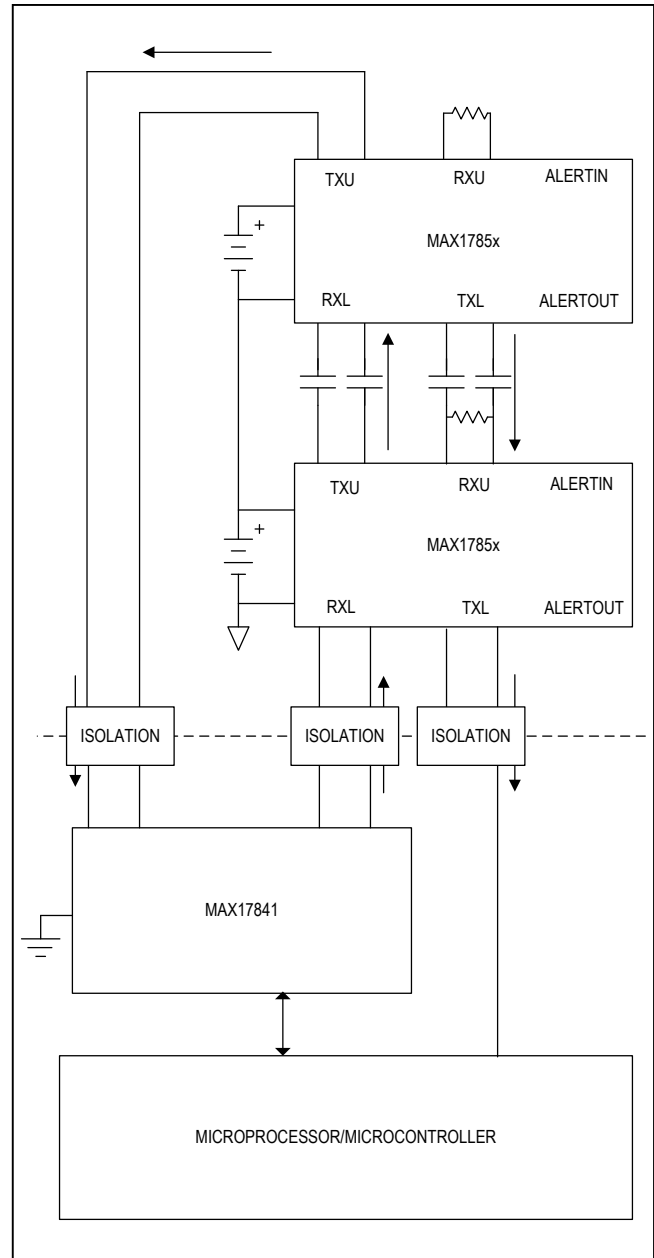 TXU RXU ALERTIN
+
MAX1785x
RXL TXL ALERTOUT
TXU RXU ALERTIN
+
MAX1785x
RXL TXL ALERTOUT
ISOLATION ISOLATION ISOLATION
MAX17841
MICROPROCESSOR/MICROCONTROLLER